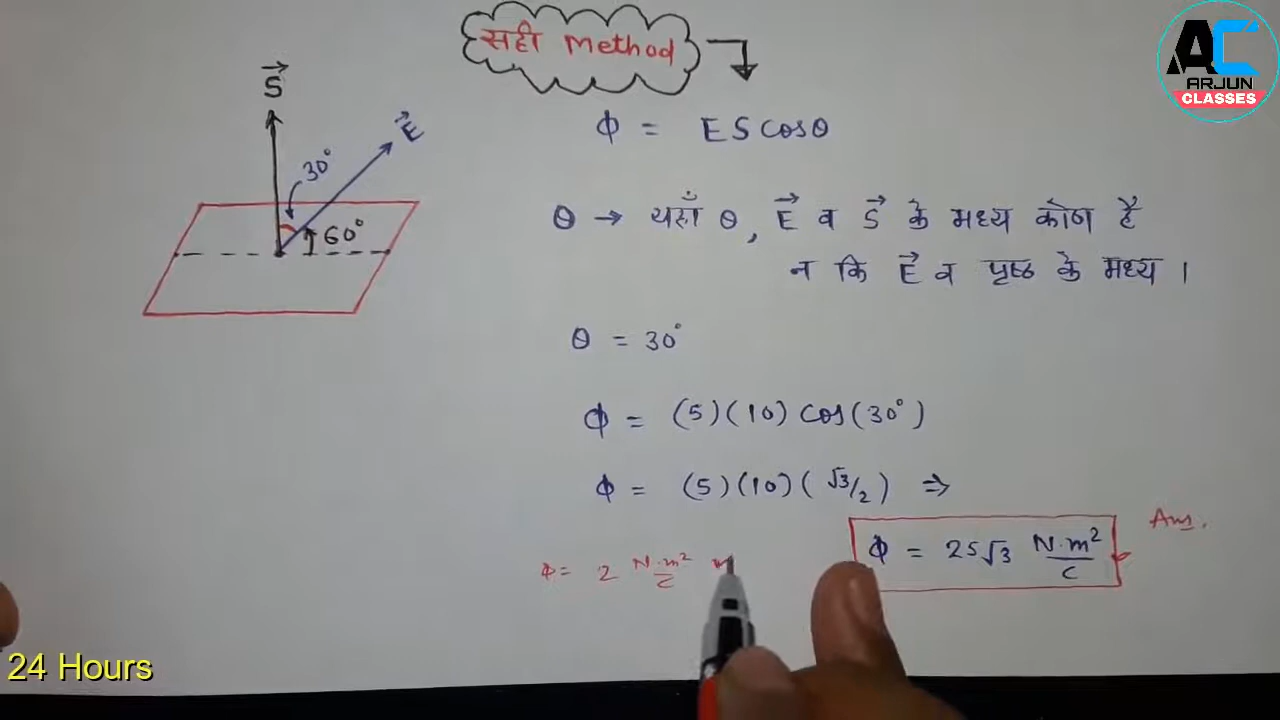 सही Method
AC
ARJUN
CLASSES
S⃗
E⃗
30°
60°
ϕ = ES cosθ
θ → यहाँ θ, E⃗ व S⃗ के मध्य कोण है
न कि E⃗ व पृष्ठ के मध्य ।
θ = 30°
ϕ = (5)(10) cos(30°)
ϕ = (5)(10)(√3/2) ⇒
Ans.
ϕ = 25√3 N·m²/C
ϕ = 2 N·m²/C
24 Hours